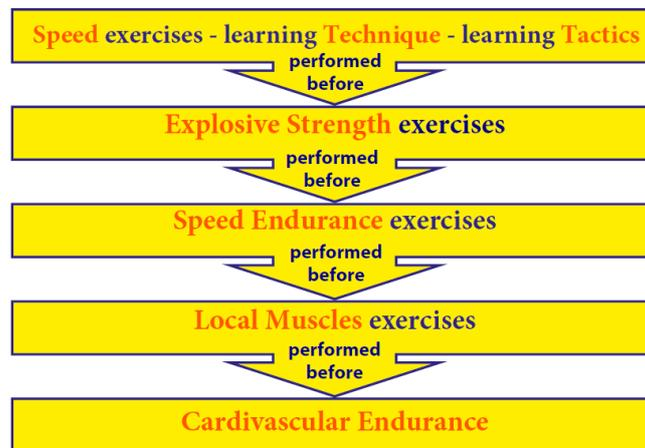 Speed exercises - learning Technique - learning Tactics
performed
before
Explosive Strength exercises
performed
before
Speed Endurance exercises
performed
before
Local Muscles exercises
performed
before
Cardivascular Endurance